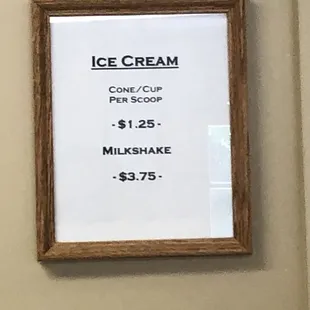 ICE CREAM
CONE/CUP
PER SCOOP
- $1.25 -
MILKSHAKE
- $3.75 -